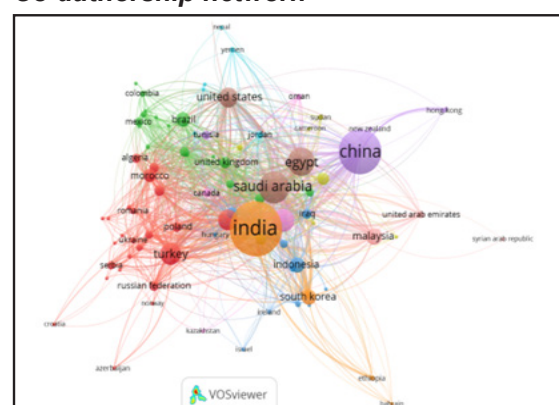 Co-authorship network
nepal
yemen
colombia
united states
oman
mexico
brazil
sudan
hong kong
tunisia
jordan
cameroon
new zealand
algeria
united kingdom
egypt
china
morocco
canada
saudi arabia
romania
iraq
united arab emirates
poland
india
ukraine
hungary
malaysia
syrian arab republic
turkey
serbia
indonesia
russian federation
south korea
norway
iceland
croatia
kazakhstan
israel
azerbaijan
ethiopia
VOSviewer
bahrain